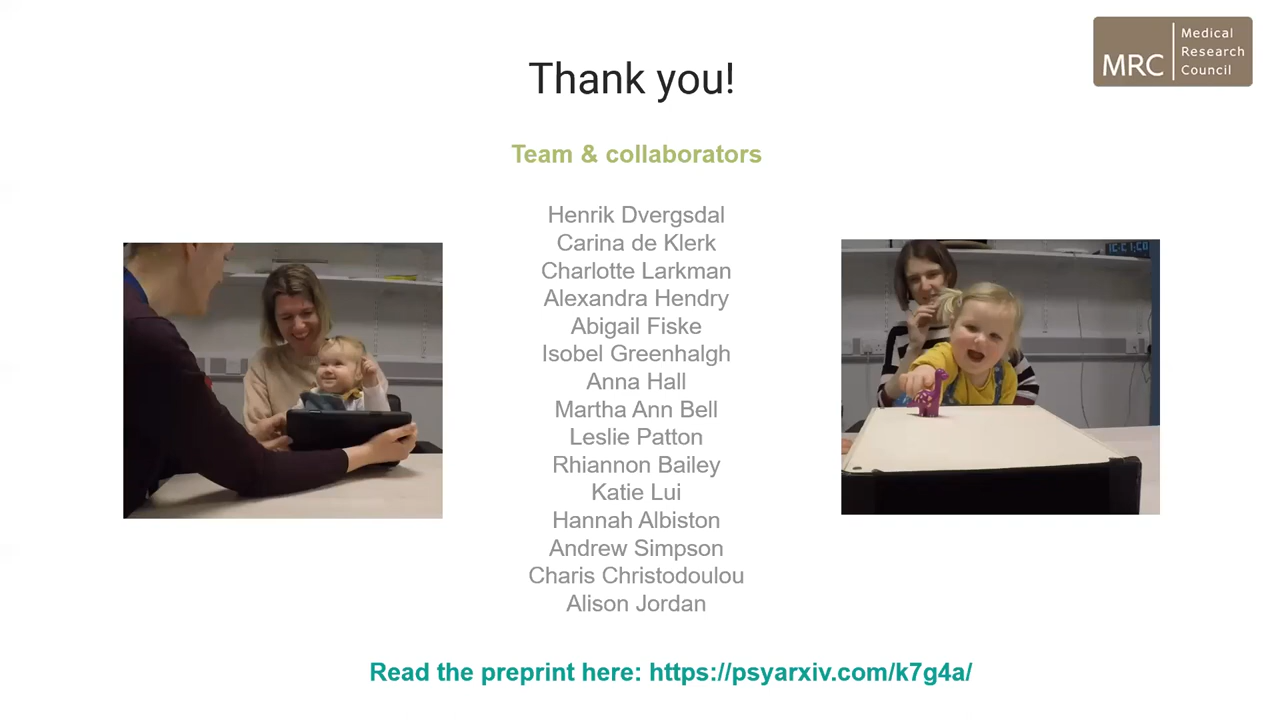 Thank you!
MRC
Medical
Research
Council
Team & collaborators
Henrik Dvergsdal
Carina de Klerk
Charlotte Larkman
Alexandra Hendry
Abigail Fiske
Isobel Greenhalgh
Anna Hall
Martha Ann Bell
Leslie Patton
Rhiannon Bailey
Katie Lui
Hannah Albiston
Andrew Simpson
Charis Christodoulou
Alison Jordan
Read the preprint here: https://psyarxiv.com/k7g4a/